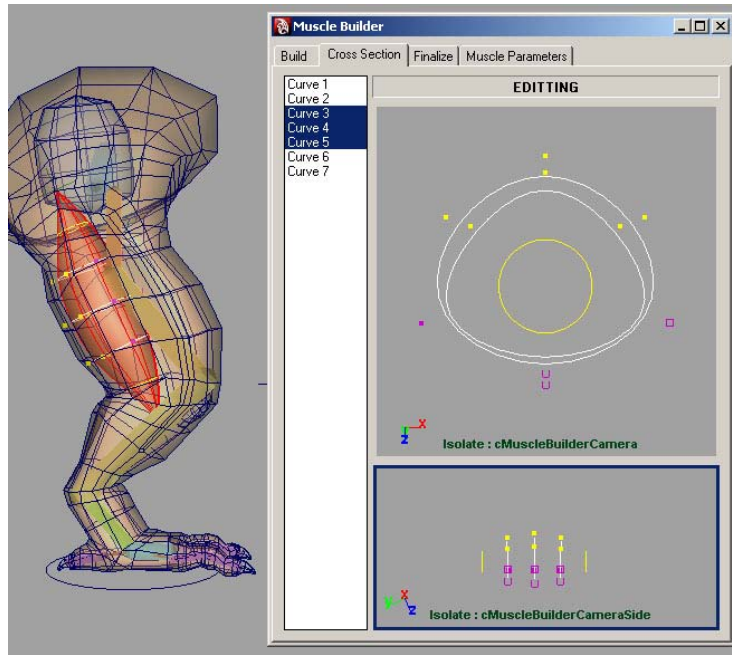 Muscle Builder
Build Cross Section Finalize Muscle Parameters
Curve 1
Curve 2
Curve 3
Curve 4
Curve 5
Curve 6
Curve 7
EDITTING
X
Z
Isolate : cMuscleBuilderCamera
X
Y
Z
Isolate : cMuscleBuilderCameraSide